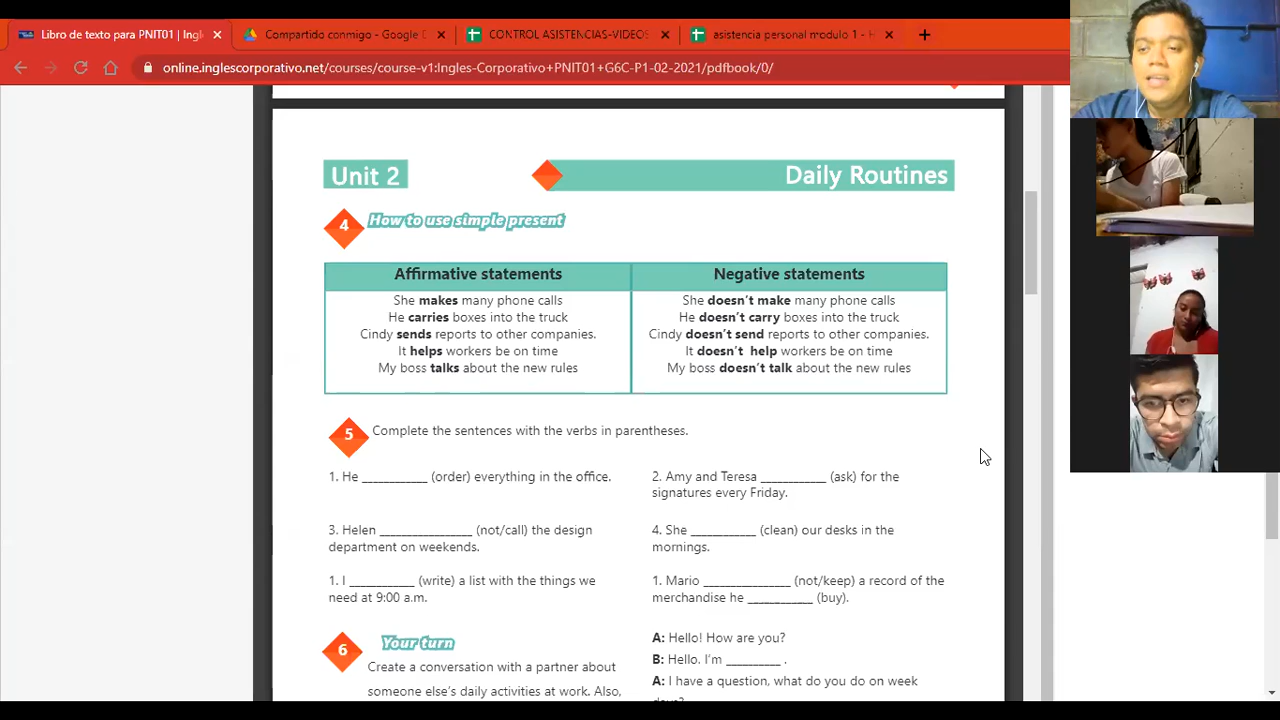 Libro de texto para PNIT01 | Ingl
Compartido conmigo - Google D
CONTROL ASISTENCIAS-VIDEOS
asistencia personal modulo 1 - H
online.inglescorporativo.net/courses/course-v1:Ingles-Corporativo+PNIT01+G6C-P1-02-2021/pdfbook/0/
Unit 2
Daily Routines
4
How to use simple present
Affirmative statements
She makes many phone calls
He carries boxes into the truck
Cindy sends reports to other companies.
It helps workers be on time
My boss talks about the new rules
Negative statements
She doesn't make many phone calls
He doesn't carry boxes into the truck
Cindy doesn't send reports to other companies.
It doesn't help workers be on time
My boss doesn't talk about the new rules
5
Complete the sentences with the verbs in parentheses.
1. He ____________ (order) everything in the office.
2. Amy and Teresa ____________ (ask) for the
signatures every Friday.
3. Helen _________________ (not/call) the design
department on weekends.
4. She ____________ (clean) our desks in the
mornings.
1. I ____________ (write) a list with the things we
need at 9:00 a.m.
1. Mario ________________ (not/keep) a record of the
merchandise he ____________ (buy).
6
Your turn
Create a conversation with a partner about
someone else's daily activities at work. Also,
A: Hello! How are you?
B: Hello. I'm __________ .
A: I have a question, what do you do on week